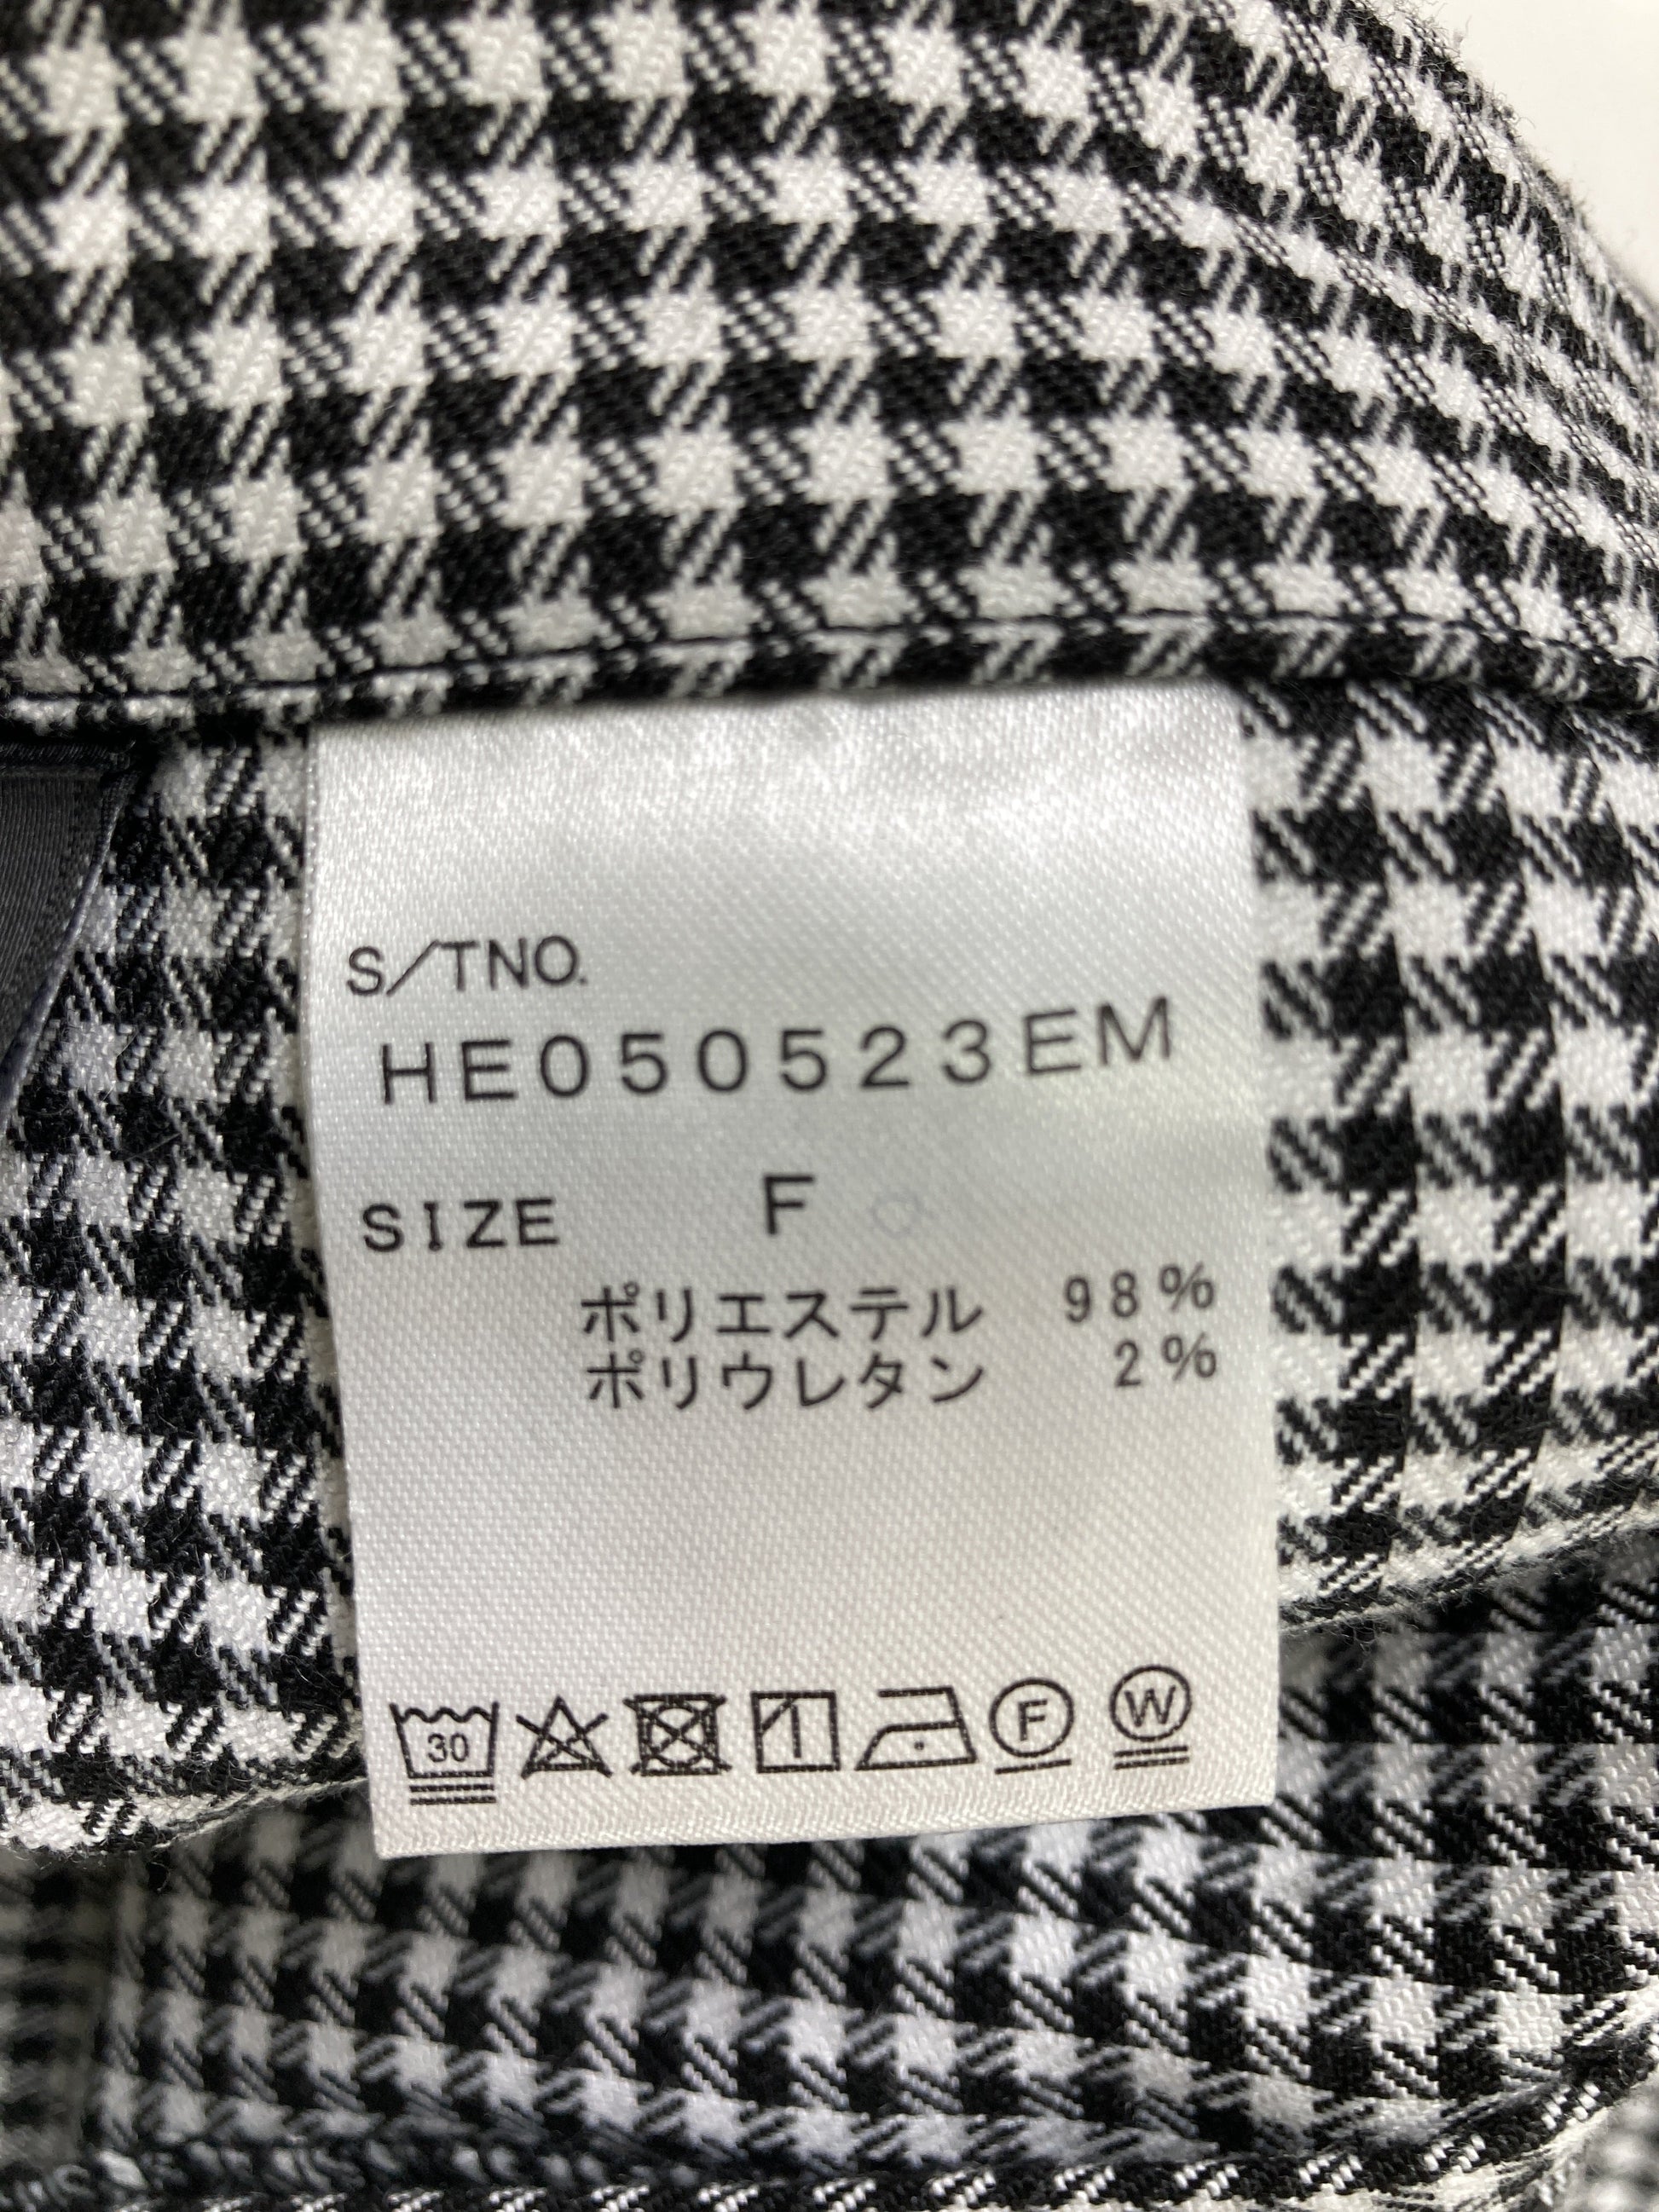 S/TNO.
HE050523EM
SIZE F
ポリエステル 98%
ポリウレタン 2%
30
F
W